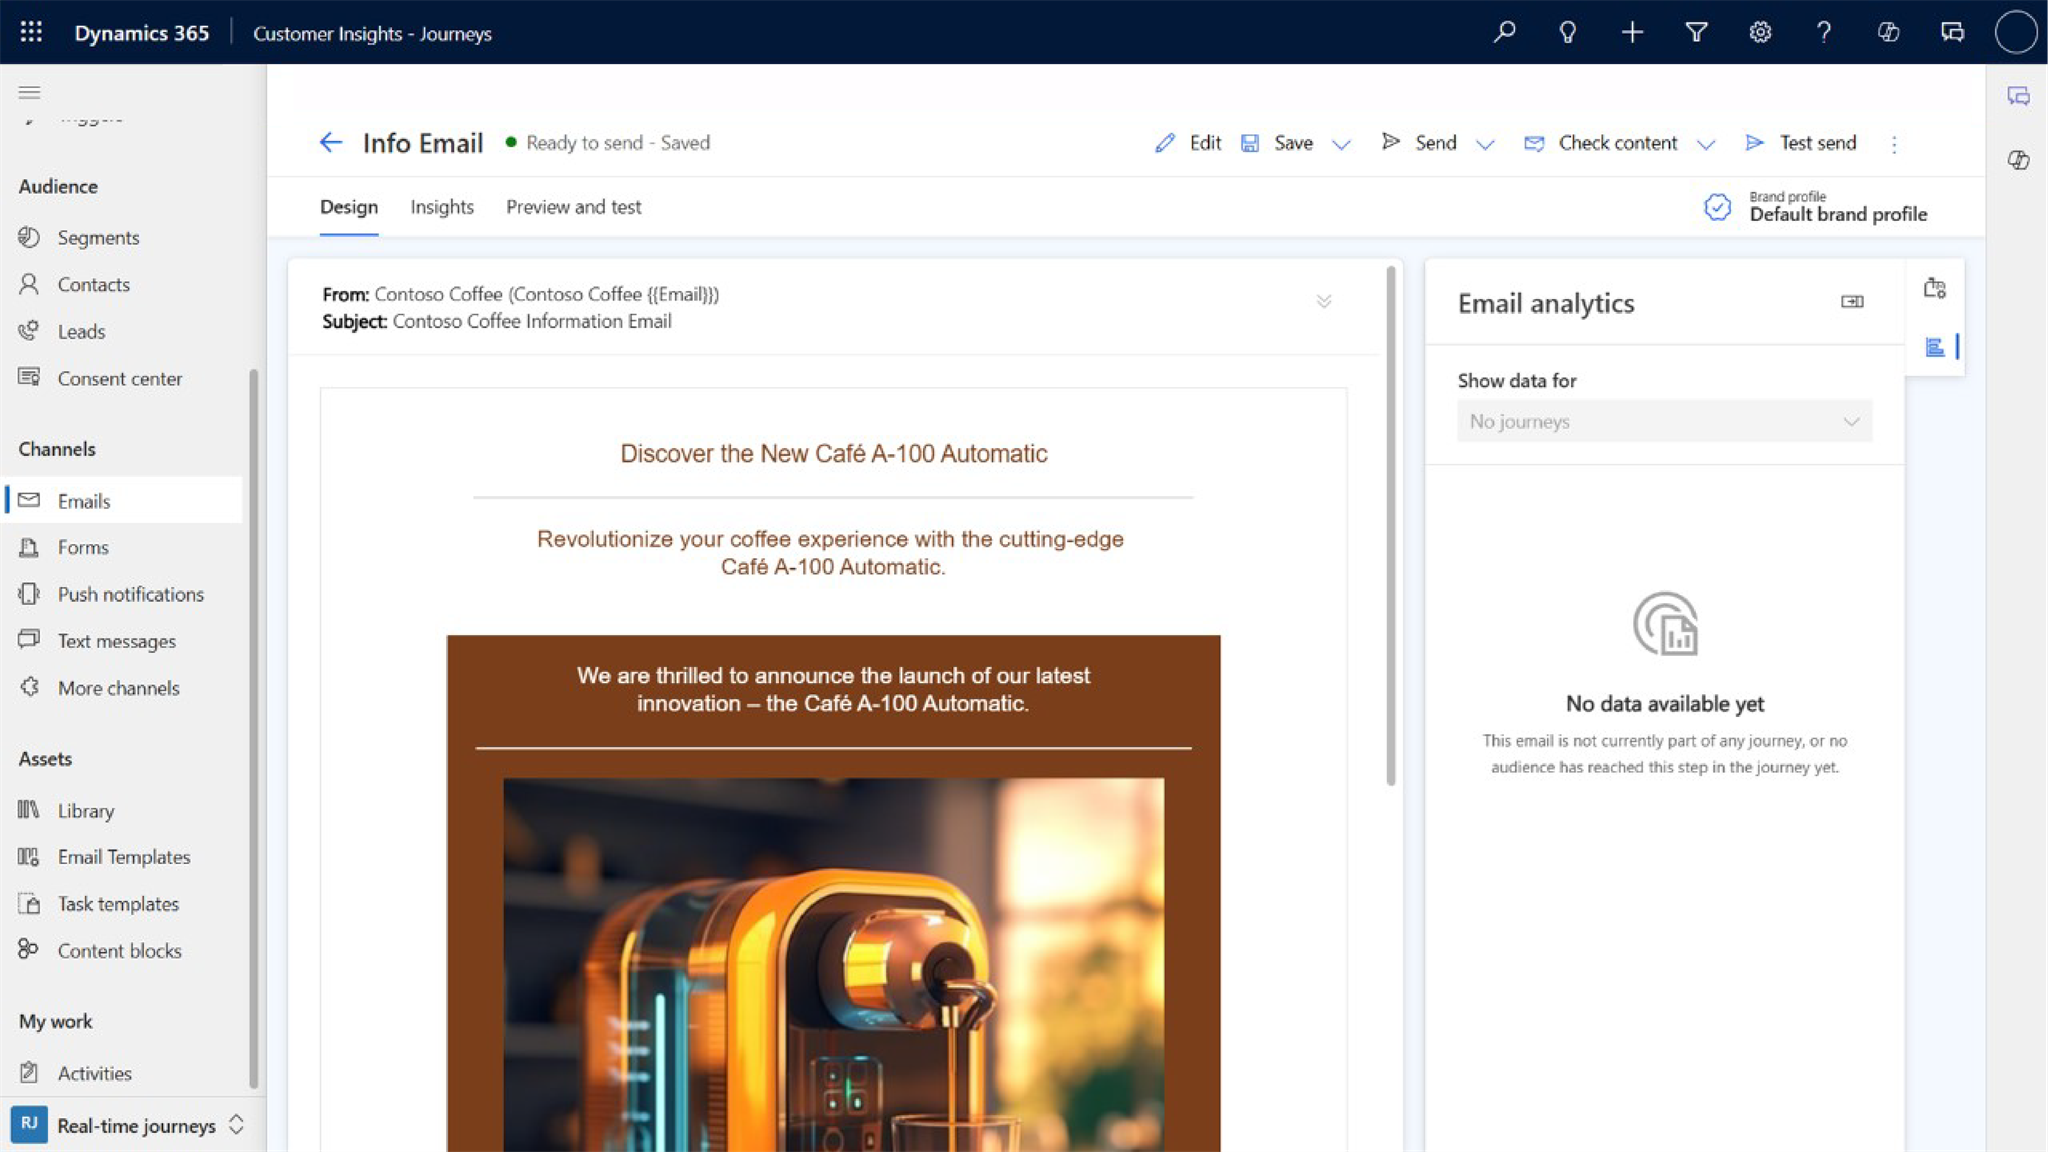 Dynamics 365
Customer Insights - Journeys
Info Email
Ready to send - Saved
Edit
Save
Send
Check content
Test send
Design
Insights
Preview and test
Brand profile
Default brand profile
Audience
Segments
Contacts
Leads
Consent center
Channels
Emails
Forms
Push notifications
Text messages
More channels
Assets
Library
Email Templates
Task templates
Content blocks
My work
Activities
RJ
Real-time journeys
From: Contoso Coffee (Contoso Coffee {{Email}})
Subject: Contoso Coffee Information Email
Discover the New Café A-100 Automatic
Revolutionize your coffee experience with the cutting-edge
Café A-100 Automatic.
We are thrilled to announce the launch of our latest
innovation – the Café A-100 Automatic.
Email analytics
Show data for
No journeys
No data available yet
This email is not currently part of any journey, or no
audience has reached this step in the journey yet.